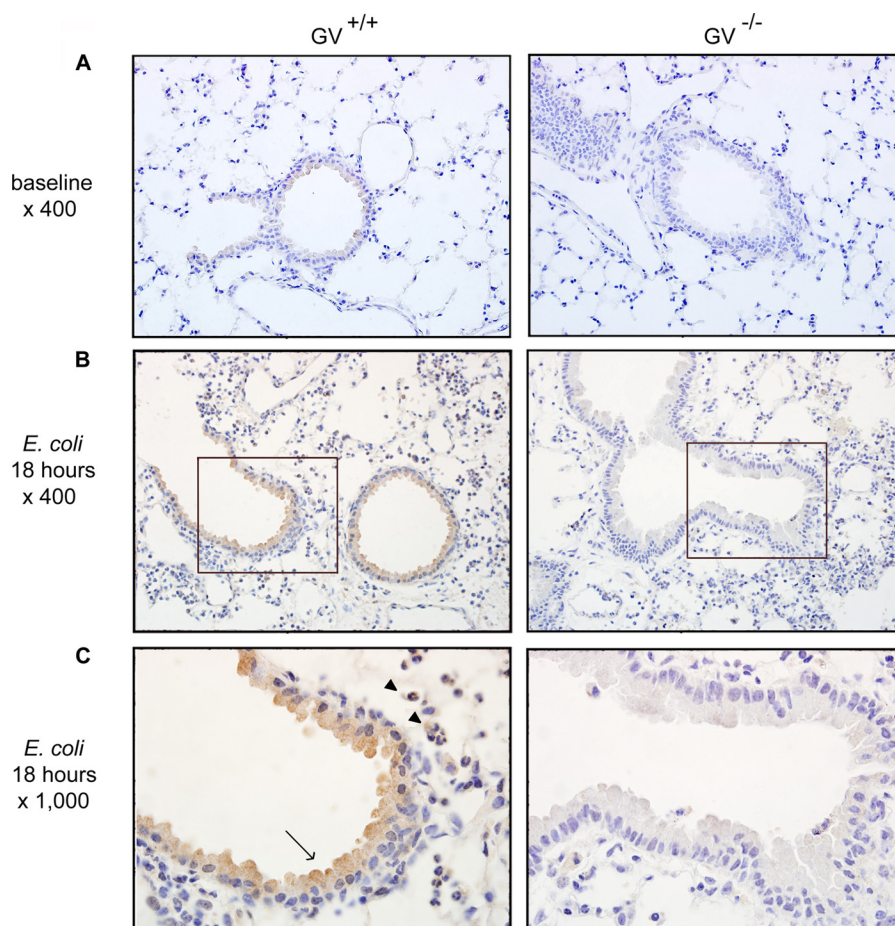 GV +/+ GV -/-
A
baseline
x 400
B
E. coli
18 hours
x 400
C
E. coli
18 hours
x 1,000